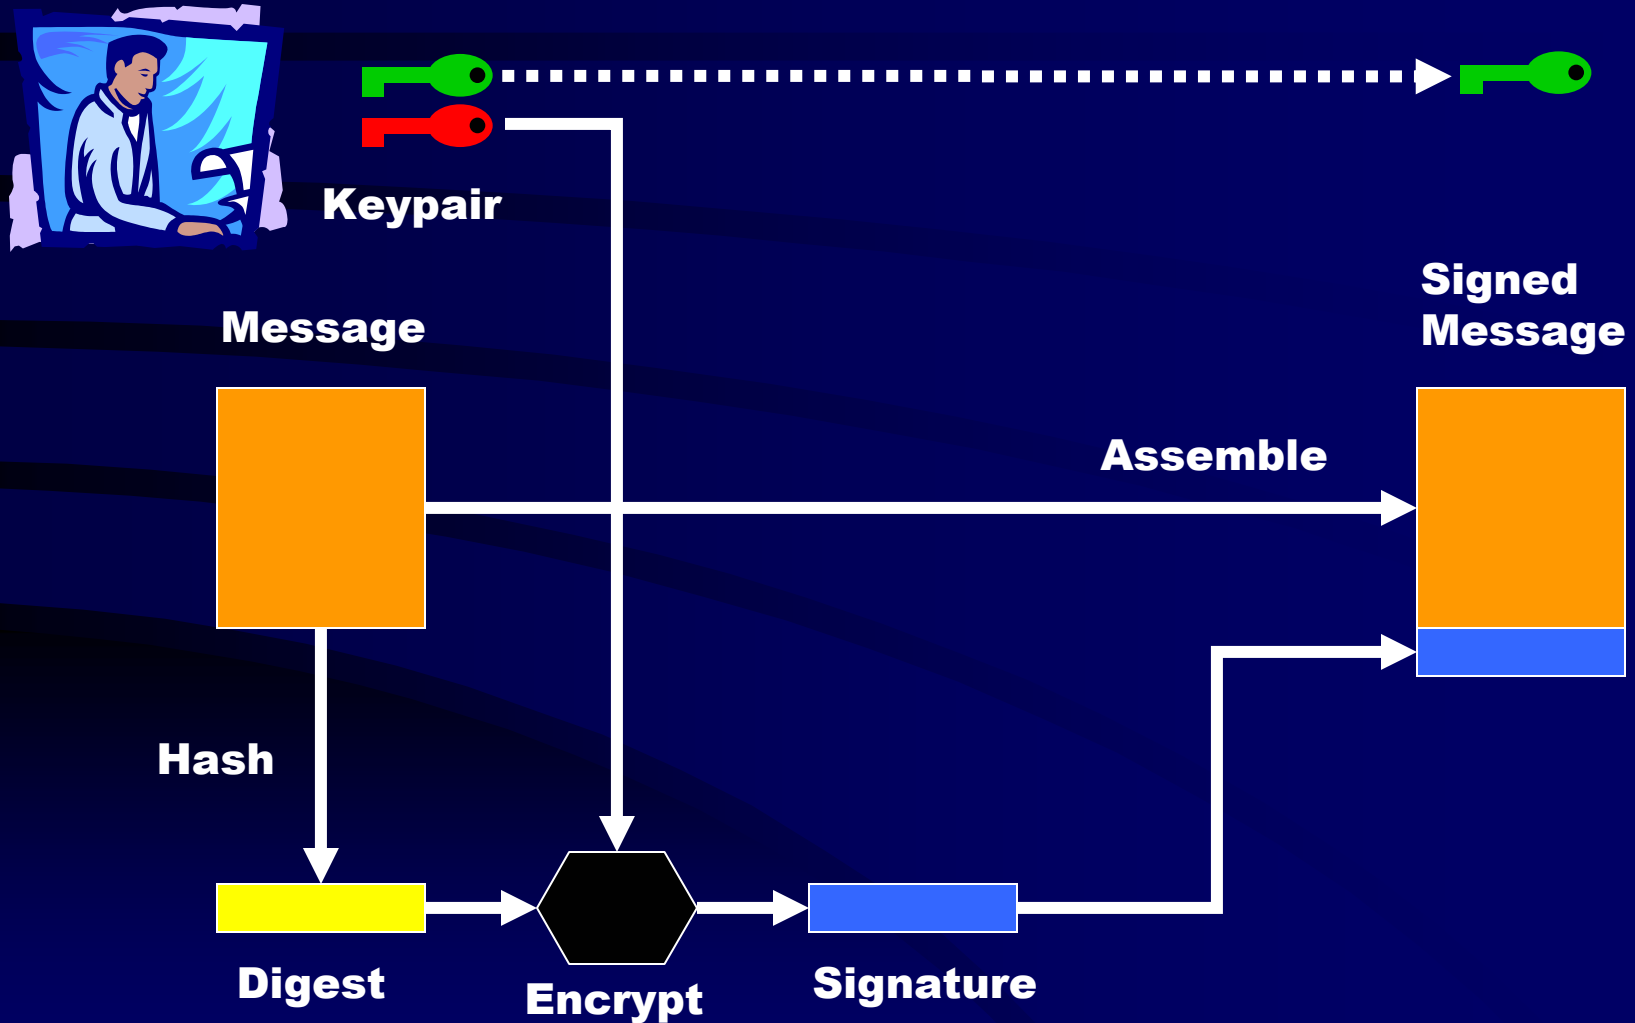 Keypair
Signed
Message
Message
Assemble
Hash
Digest
Encrypt
Signature